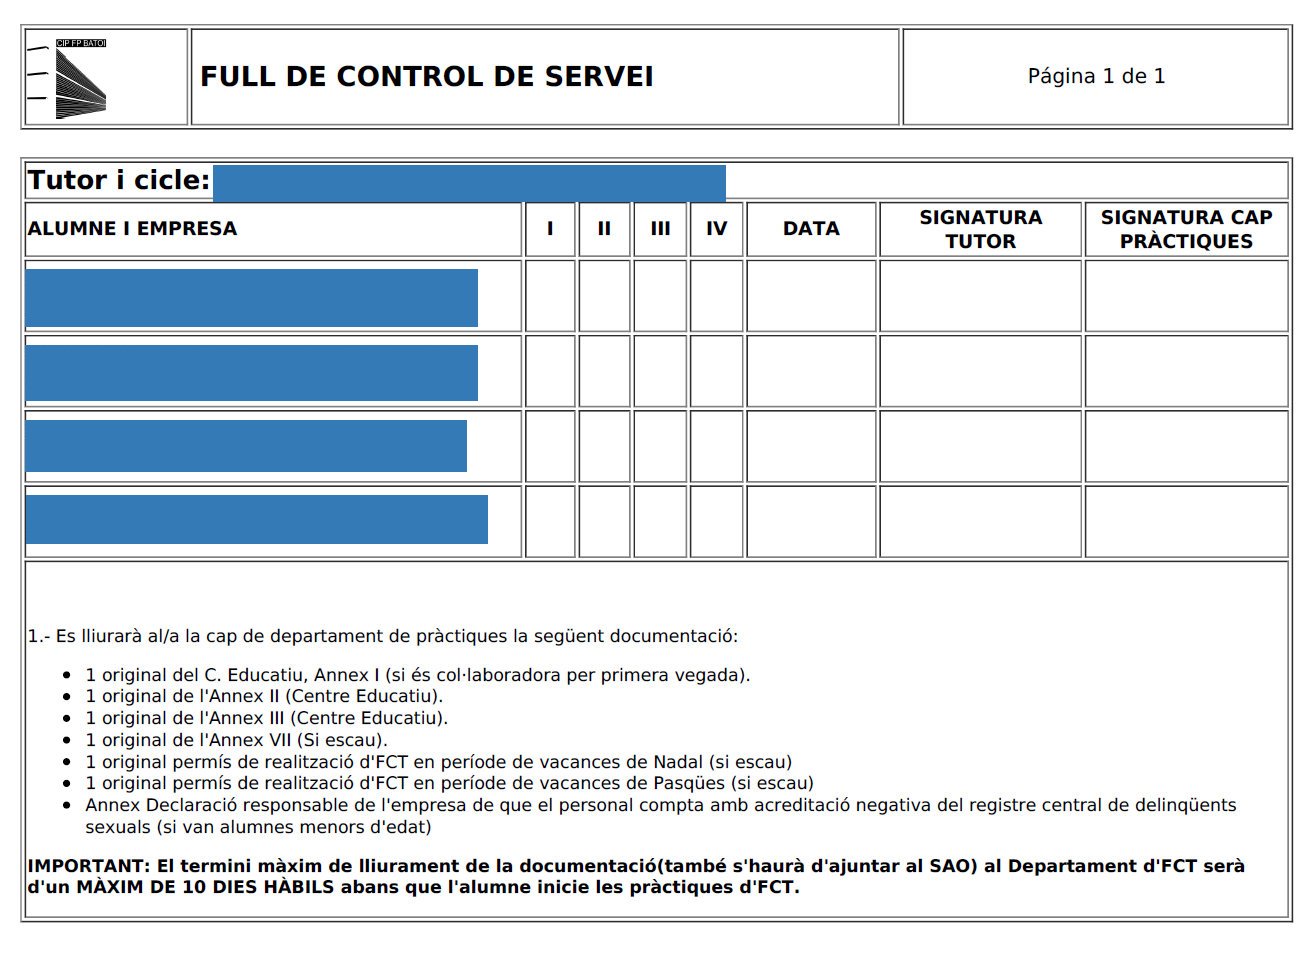 CIP FP BATOI
FULL DE CONTROL DE SERVEI
Página 1 de 1
Tutor i cicle:
ALUMNE I EMPRESA I II III IV DATA SIGNATURA TUTOR SIGNATURA CAP PRÀCTIQUES
1.- Es lliurarà al/a la cap de departament de pràctiques la següent documentació:
• 1 original del C. Educatiu, Annex I (si és col·laboradora per primera vegada).
• 1 original de l'Annex II (Centre Educatiu).
• 1 original de l'Annex III (Centre Educatiu).
• 1 original de l'Annex VII (Si escau).
• 1 original permís de realització d'FCT en període de vacances de Nadal (si escau)
• 1 original permís de realització d'FCT en període de vacances de Pasqües (si escau)
• Annex Declaració responsable de l'empresa de que el personal compta amb acreditació negativa del registre central de delinqüents
sexuals (si van alumnes menors d'edat)
IMPORTANT: El termini màxim de lliurament de la documentació(també s'haurà d'ajuntar al SAO) al Departament d'FCT serà
d'un MÀXIM DE 10 DIES HÀBILS abans que l'alumne inicie les pràctiques d'FCT.